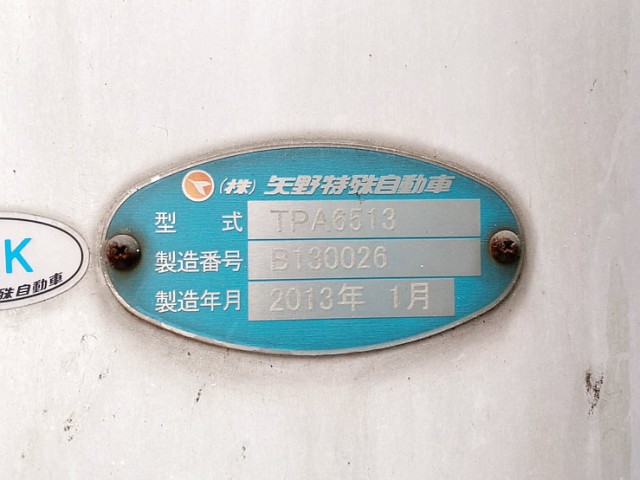 (株) 矢野特殊自動車
型 式 TPA6513
製造番号 B130026
製造年月 2013年 1月
K
殊自動車